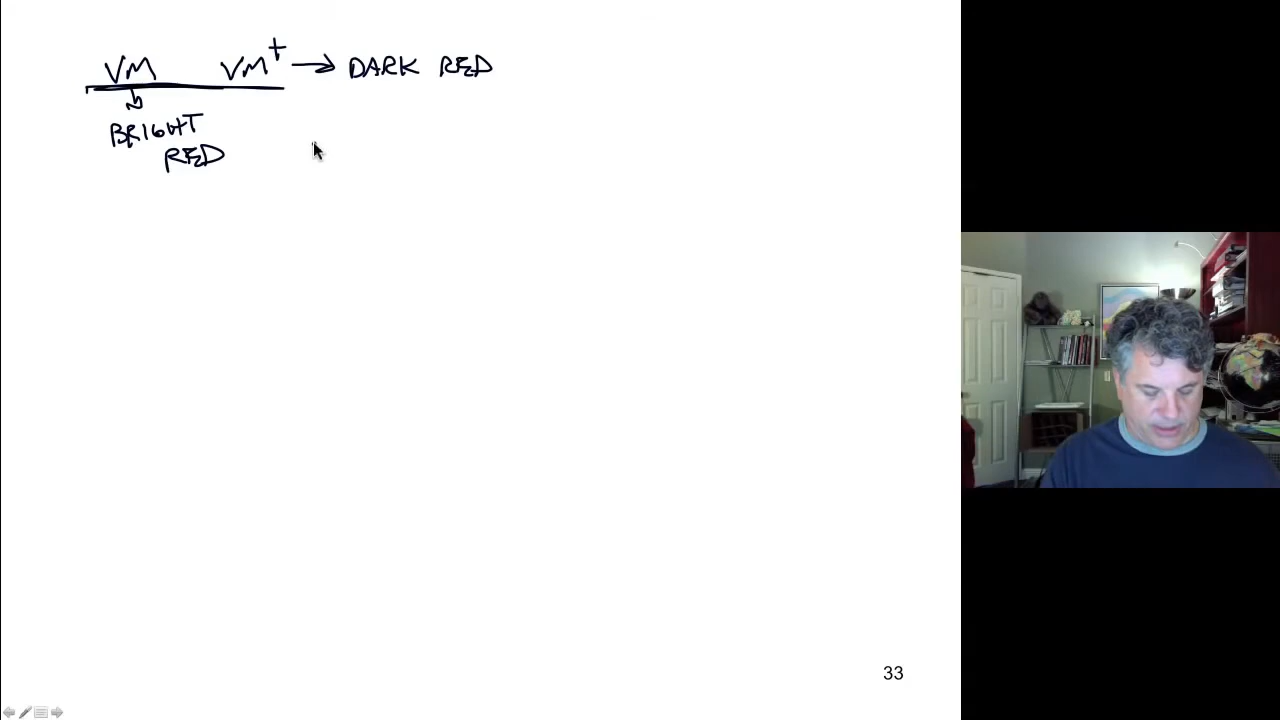 VM VM+ → DARK RED
BRIGHT
RED
33